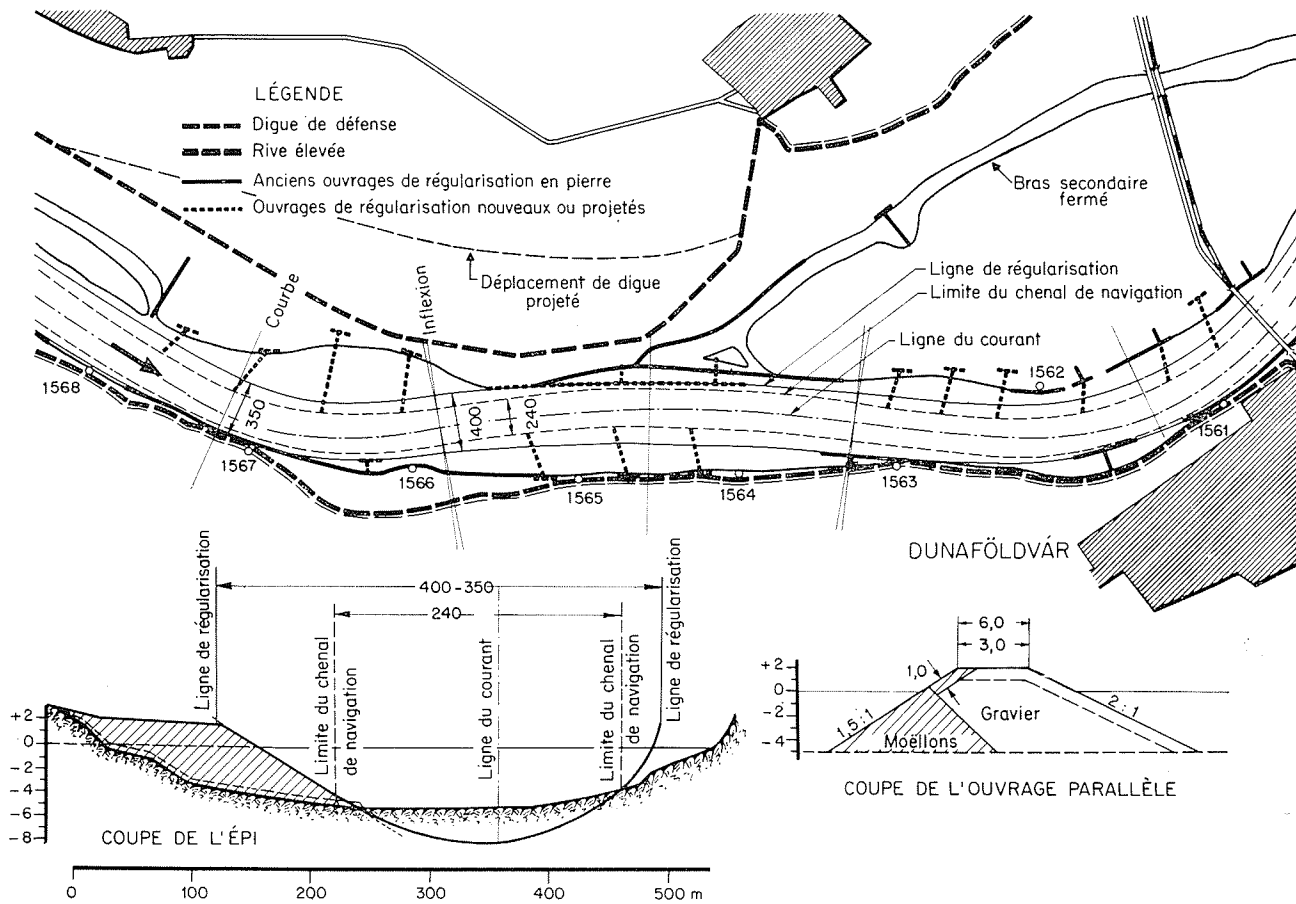 LÉGENDE
Digue de défense
Rive élevée
Anciens ouvrages de régularisation en pierre
Ouvrages de régularisation nouveaux ou projetés
Bras secondaire
fermé
Déplacement de digue
projeté
Ligne de régularisation
Limite du chenal de navigation
Ligne du courant
Courbe
Inflexion
1568
350
1567
400
240
1566
1565
1564
1563
1562
1561
DUNAFÖLDVÁR
Ligne de régularisation
400-350
240
Limite du chenal
de navigation
Ligne du courant
Limite du chenal
de navigation
Ligne de régularisation
+2
0
-2
-4
-6
-8
COUPE DE L'ÉPI
0
100
200
300
400
500 m
6,0
3,0
1,0
+2
0
-2
-4
1,5:1
2:1
Gravier
Moëllons
COUPE DE L'OUVRAGE PARALLÈLE